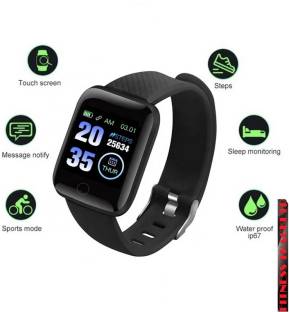 Touch screen
Steps
AM 03.01
20
STEPS
25634
35
THUR
Message notify
Sleep monitoring
Sports mode
Water proof
ip67